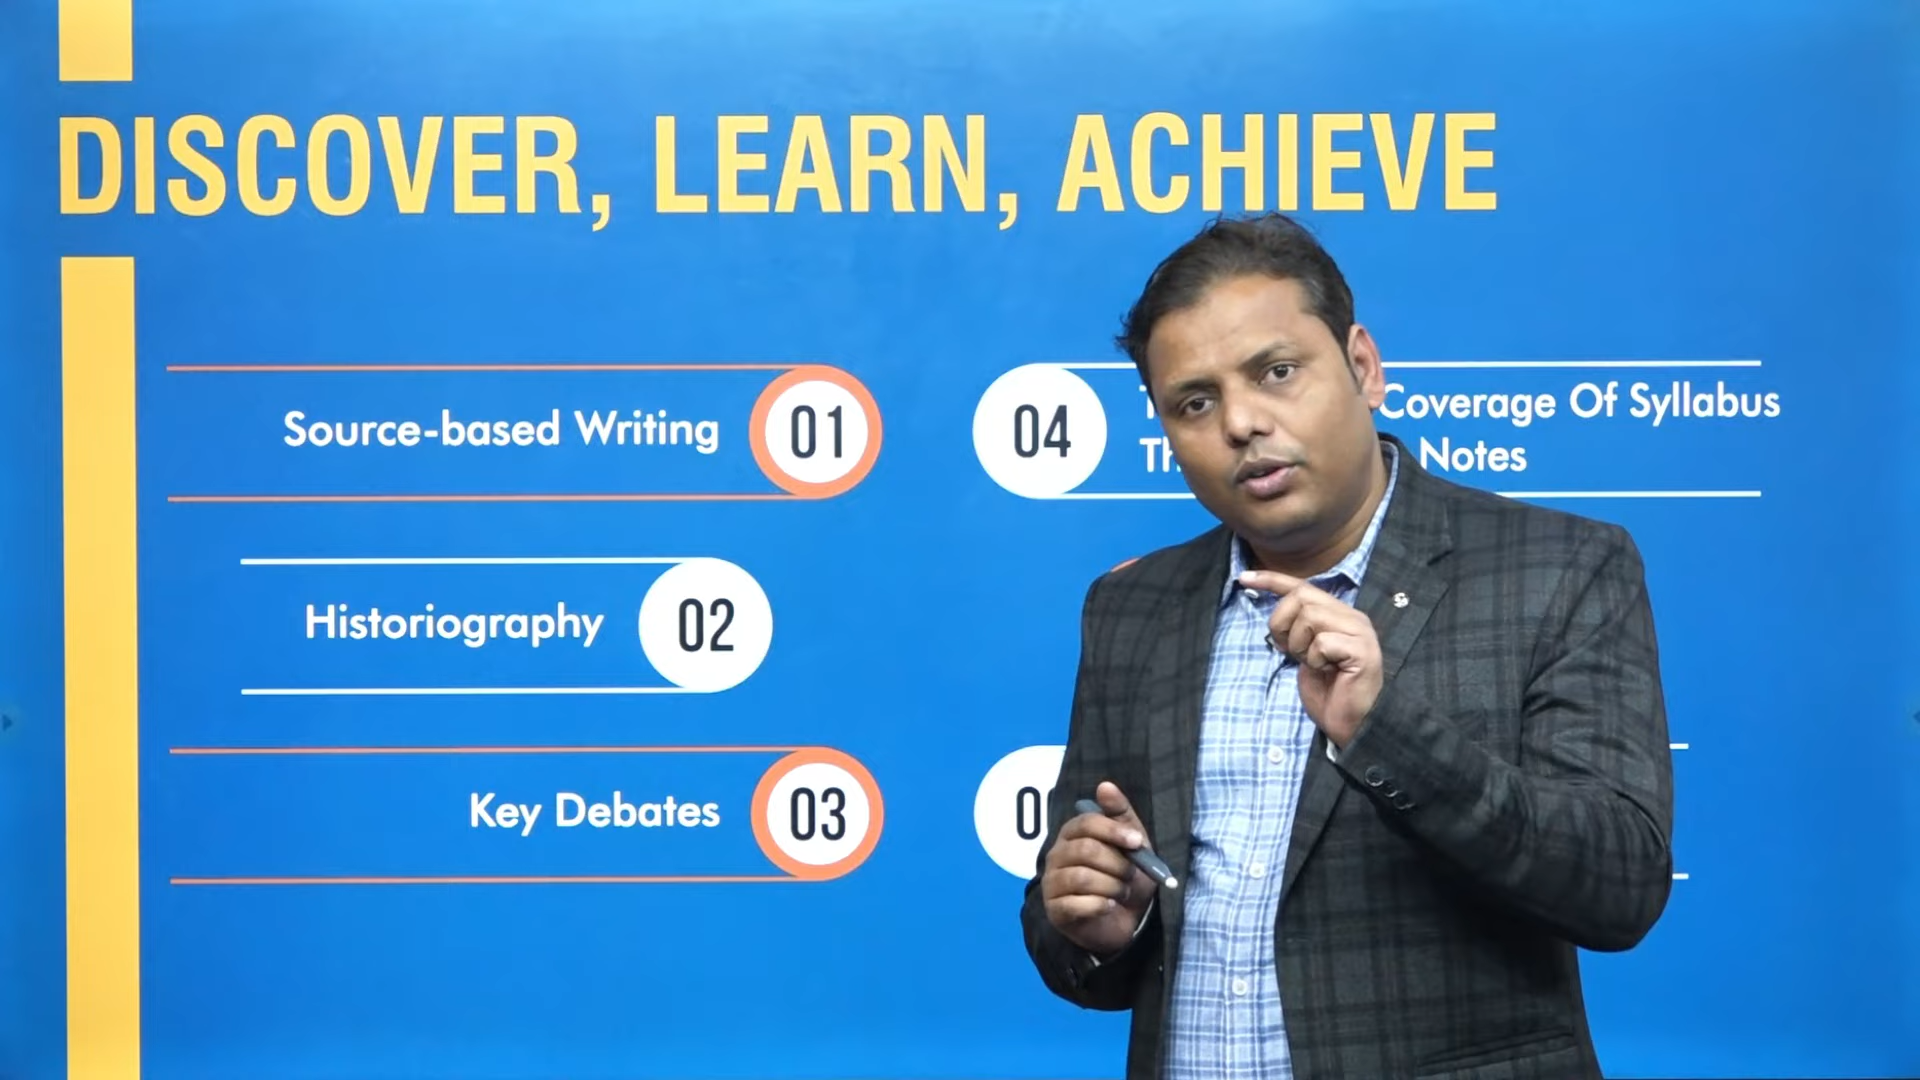 DISCOVER, LEARN, ACHIEVE
Source-based Writing
01
Historiography
02
Key Debates
03
04
Coverage Of Syllabus
Notes